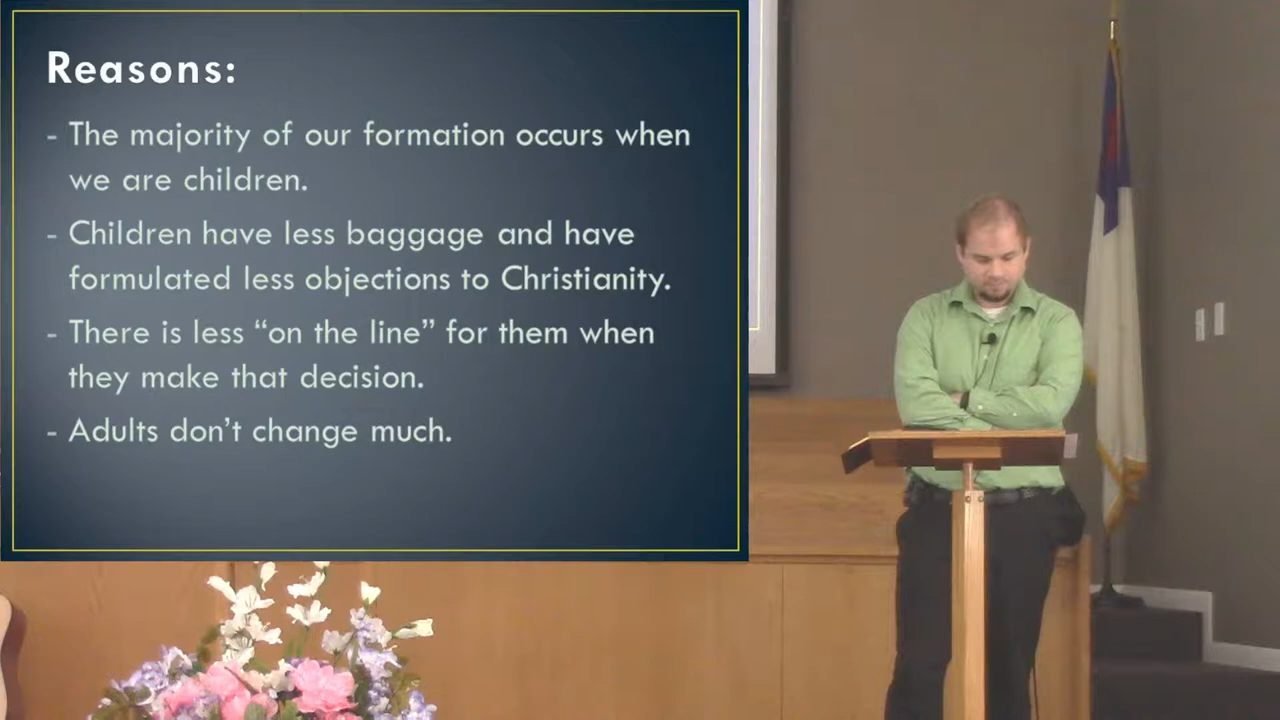 Reasons:
- The majority of our formation occurs when
we are children.
- Children have less baggage and have
formulated less objections to Christianity.
- There is less “on the line” for them when
they make that decision.
- Adults don’t change much.